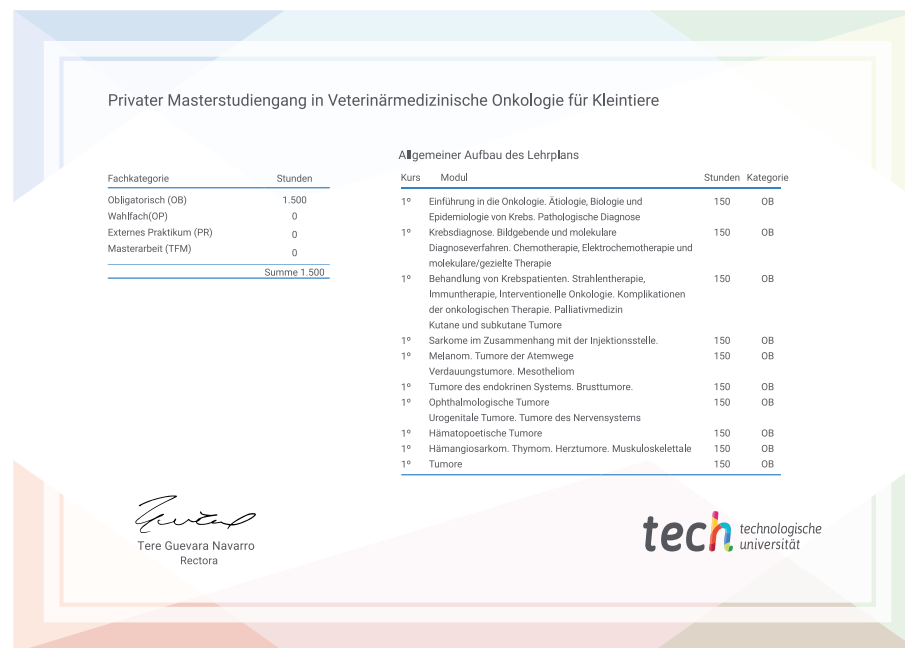 Privater Masterstudiengang in Veterinärmedizinische Onkologie für Kleintiere
Fachkategorie Stunden
Obligatorisch (OB) 1.500
Wahlfach(OP) 0
Externes Praktikum (PR) 0
Masterarbeit (TFM) 0
Summe 1.500
Allgemeiner Aufbau des Lehrplans
Kurs Modul Stunden Kategorie
1º Einführung in die Onkologie. Ätiologie, Biologie und 150 OB
Epidemiologie von Krebs. Pathologische Diagnose
1º Krebsdiagnose. Bildgebende und molekulare 150 OB
Diagnoseverfahren. Chemotherapie, Elektrochemotherapie und
molekulare/gezielte Therapie
1º Behandlung von Krebspatienten. Strahlentherapie, 150 OB
Immuntherapie, Interventionelle Onkologie. Komplikationen
der onkologischen Therapie. Palliativmedizin
Kutane und subkutane Tumore
1º Sarkome im Zusammenhang mit der Injektionsstelle. 150 OB
1º Melanom. Tumore der Atemwege 150 OB
Verdauungstumore. Mesotheliom
1º Tumore des endokrinen Systems. Brusttumore. 150 OB
1º Ophthalmologische Tumore 150 OB
Urogenitale Tumore. Tumore des Nervensystems
1º Hämatopoetische Tumore 150 OB
1º Hämangiosarkom. Thymom. Herztumore. Muskuloskelettale 150 OB
1º Tumore 150 OB
Tere Guevara Navarro
Rectora
tech technologische
universität